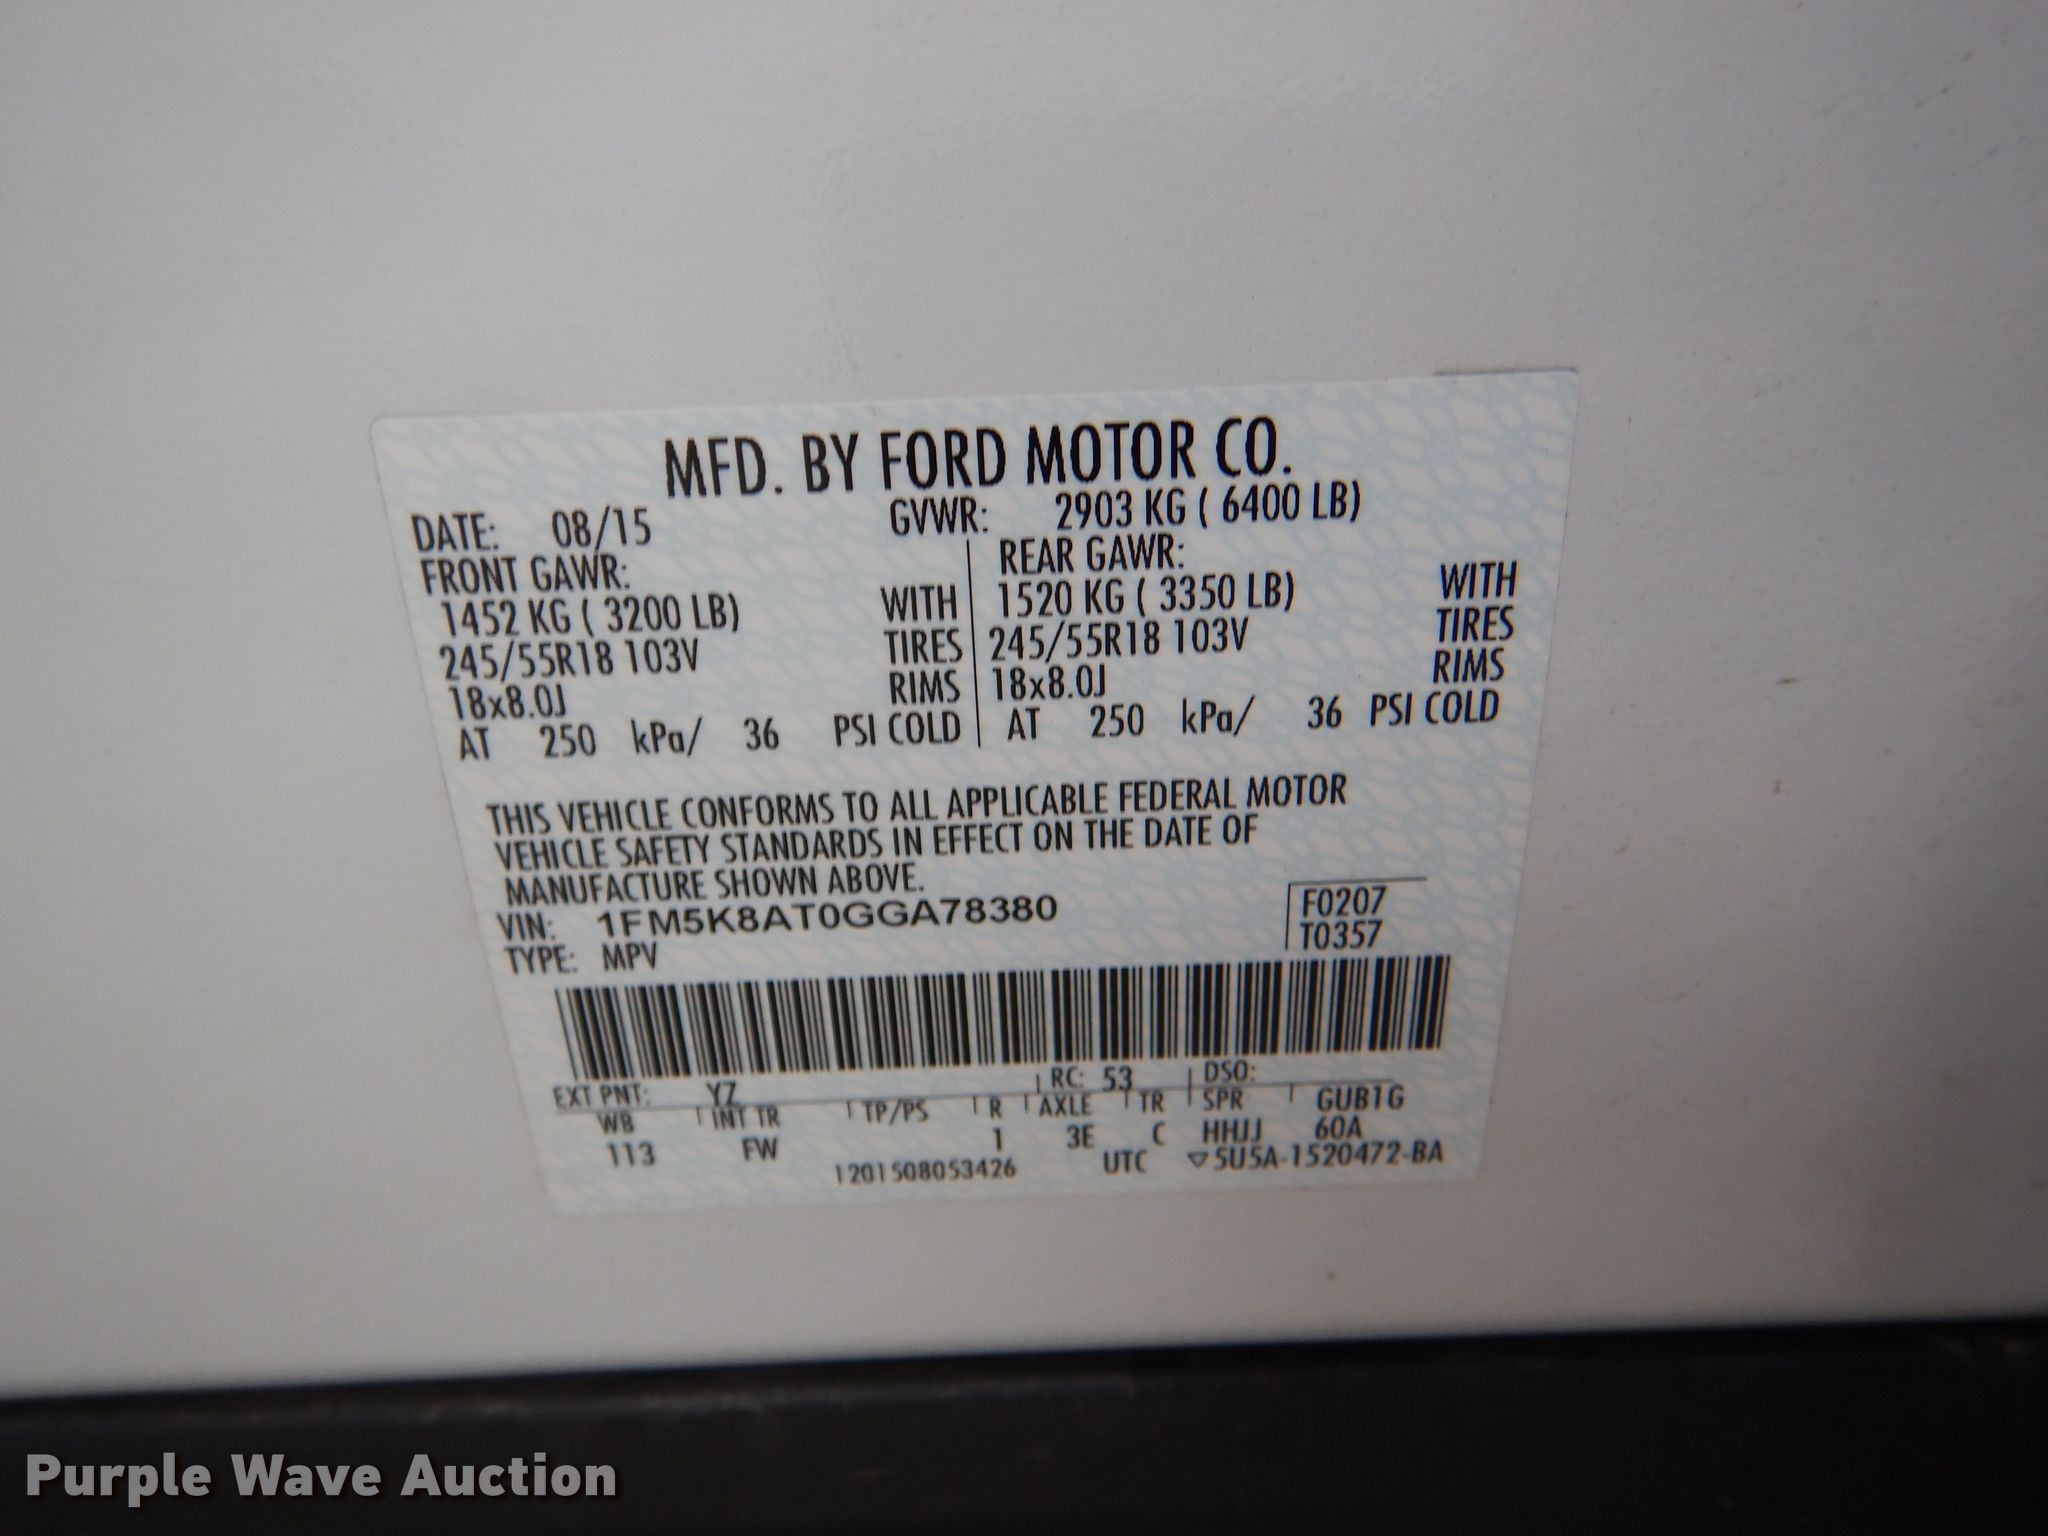 MFD. BY FORD MOTOR CO.
DATE: 08/15 GVWR: 2903 KG ( 6400 LB)
FRONT GAWR: REAR GAWR:
1452 KG ( 3200 LB) WITH 1520 KG ( 3350 LB) WITH
245/55R18 103V TIRES 245/55R18 103V TIRES
18x8.0J RIMS 18x8.0J RIMS
AT 250 kPa/ 36 PSI COLD AT 250 kPa/ 36 PSI COLD
THIS VEHICLE CONFORMS TO ALL APPLICABLE FEDERAL MOTOR
VEHICLE SAFETY STANDARDS IN EFFECT ON THE DATE OF
MANUFACTURE SHOWN ABOVE.
VIN: 1FM5K8AT0GGA78380 F0207
TYPE: MPV T0357
EXT PNT: YZ RC: 53 DSO:
WB INT TR TP/PS R AXLE TR SPR GUB1G
113 FW 1 3E C HHJJ 60A
1201508053426 UTC ▽5U5A-1520472-BA
Purple Wave Auction